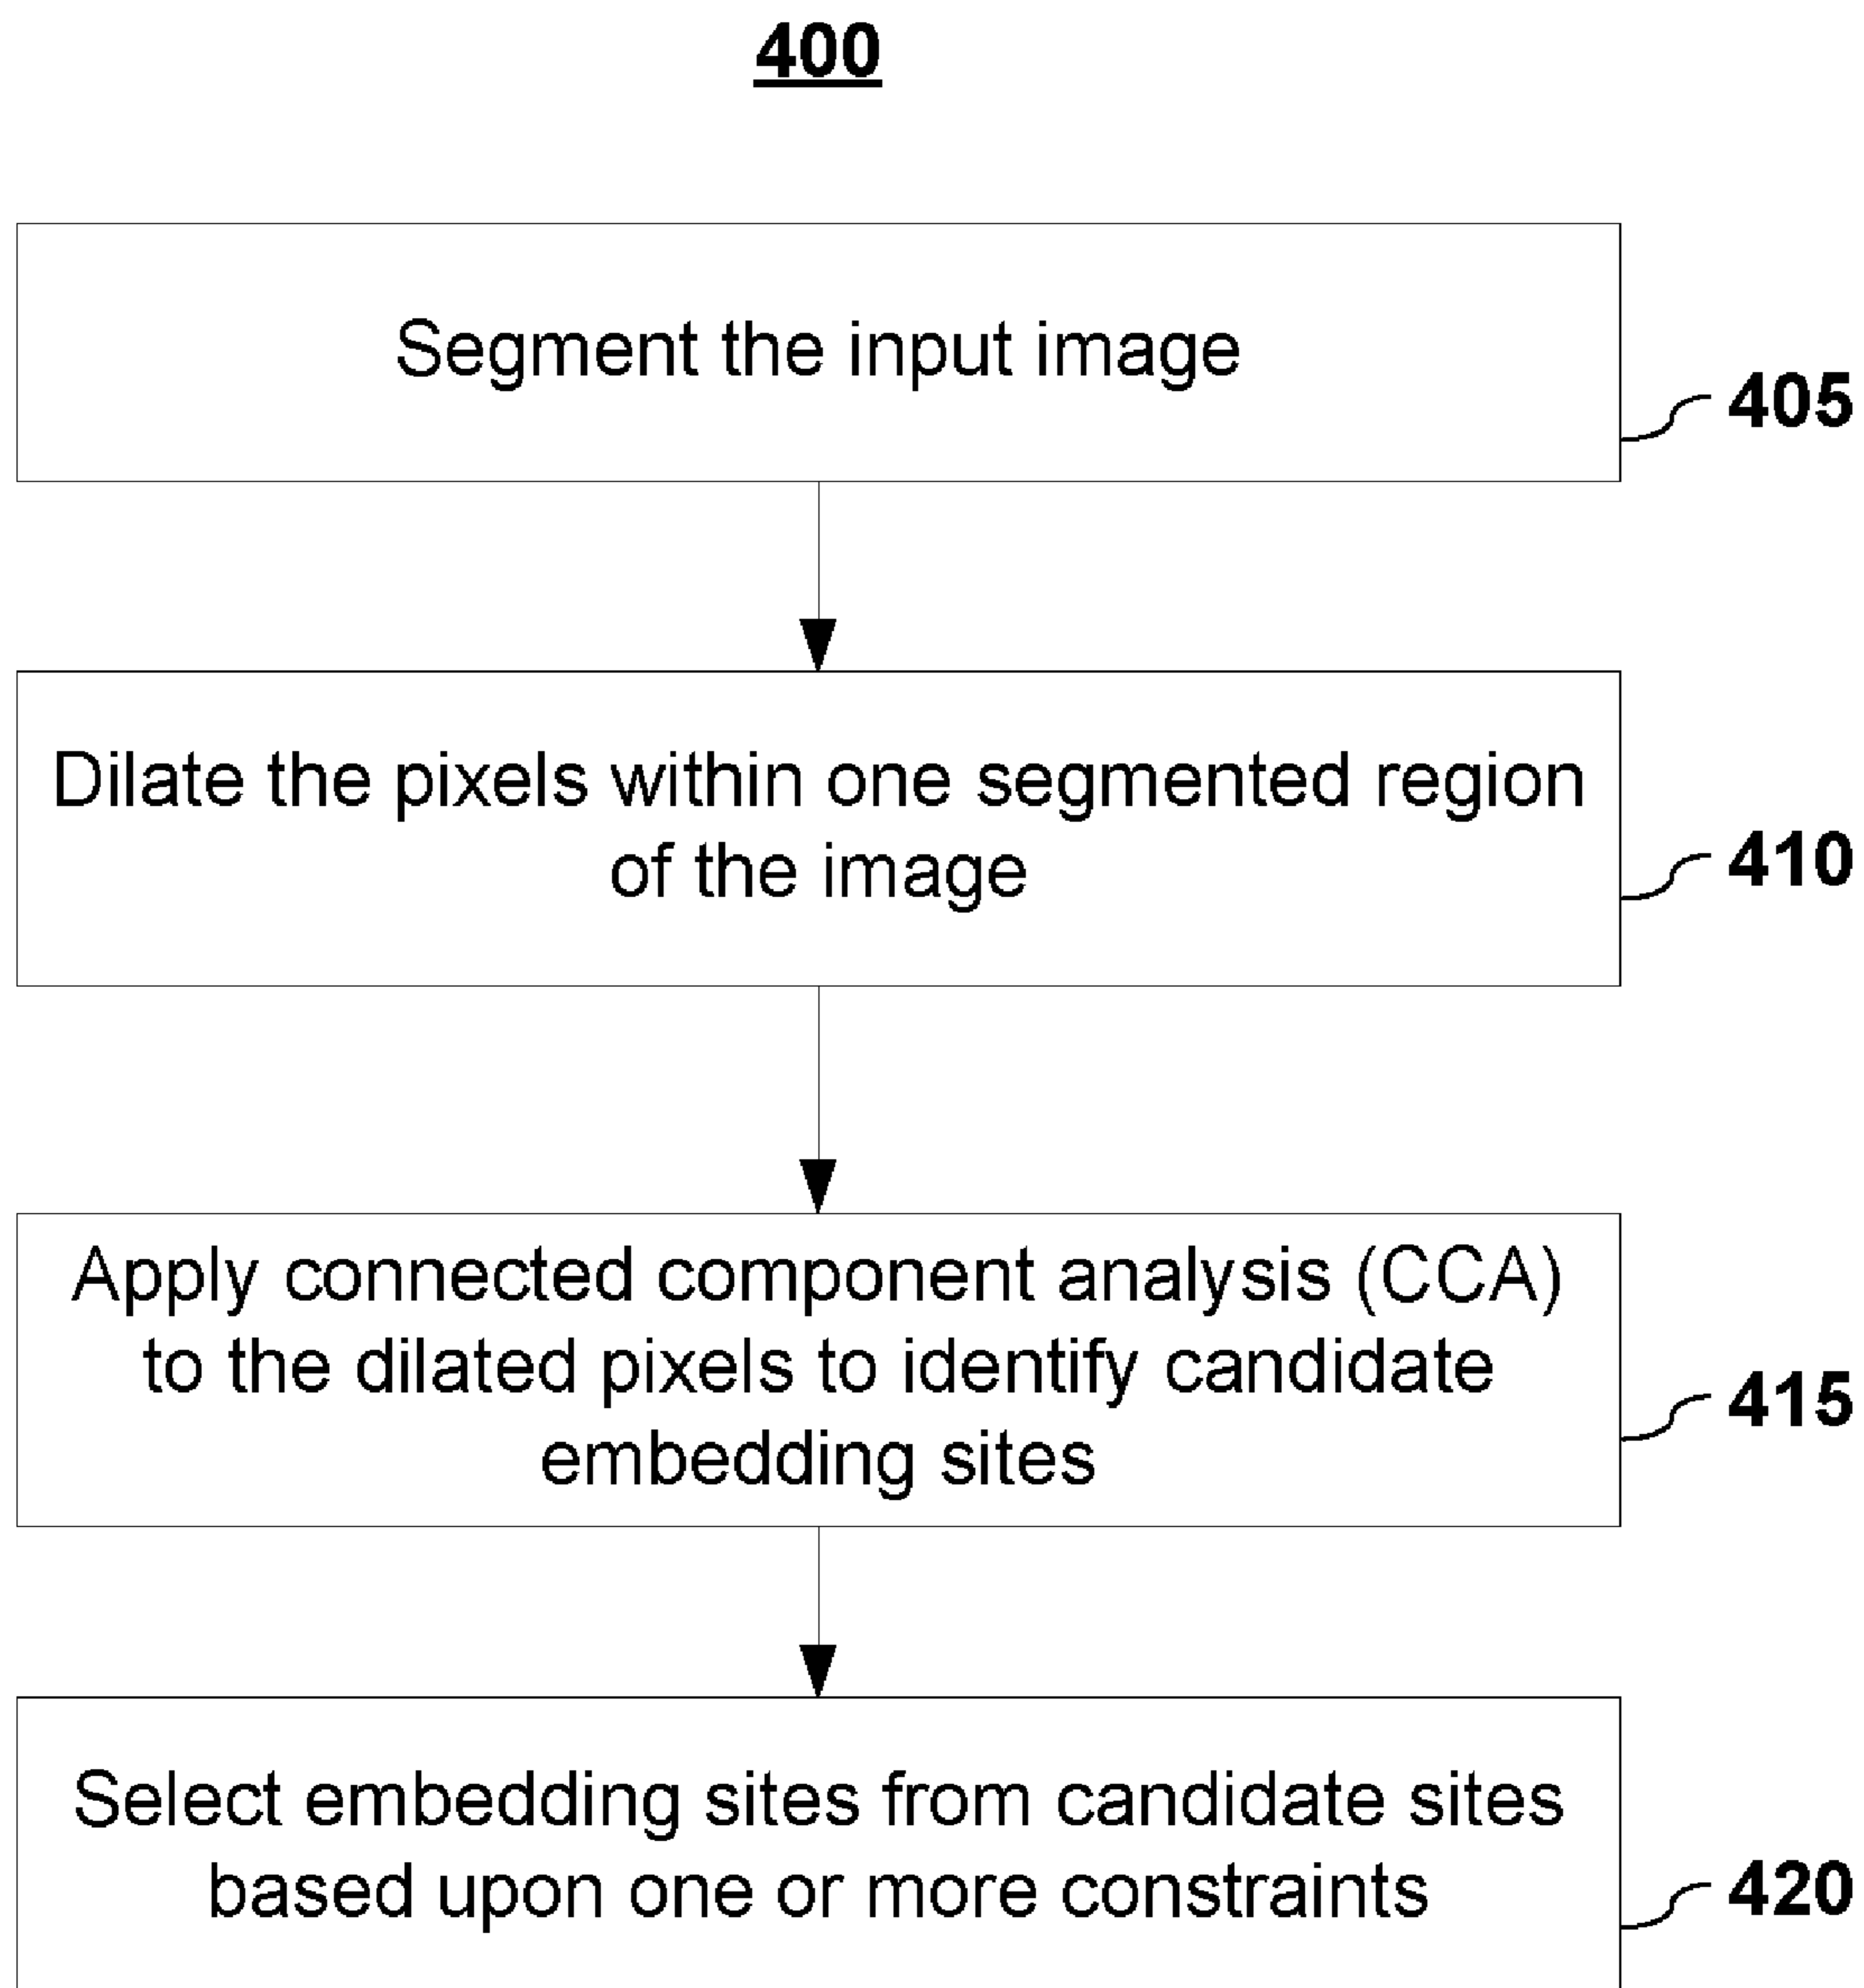 400
Segment the input image
405
Dilate the pixels within one segmented region
of the image
410
Apply connected component analysis (CCA)
to the dilated pixels to identify candidate
embedding sites
415
Select embedding sites from candidate sites
based upon one or more constraints
420